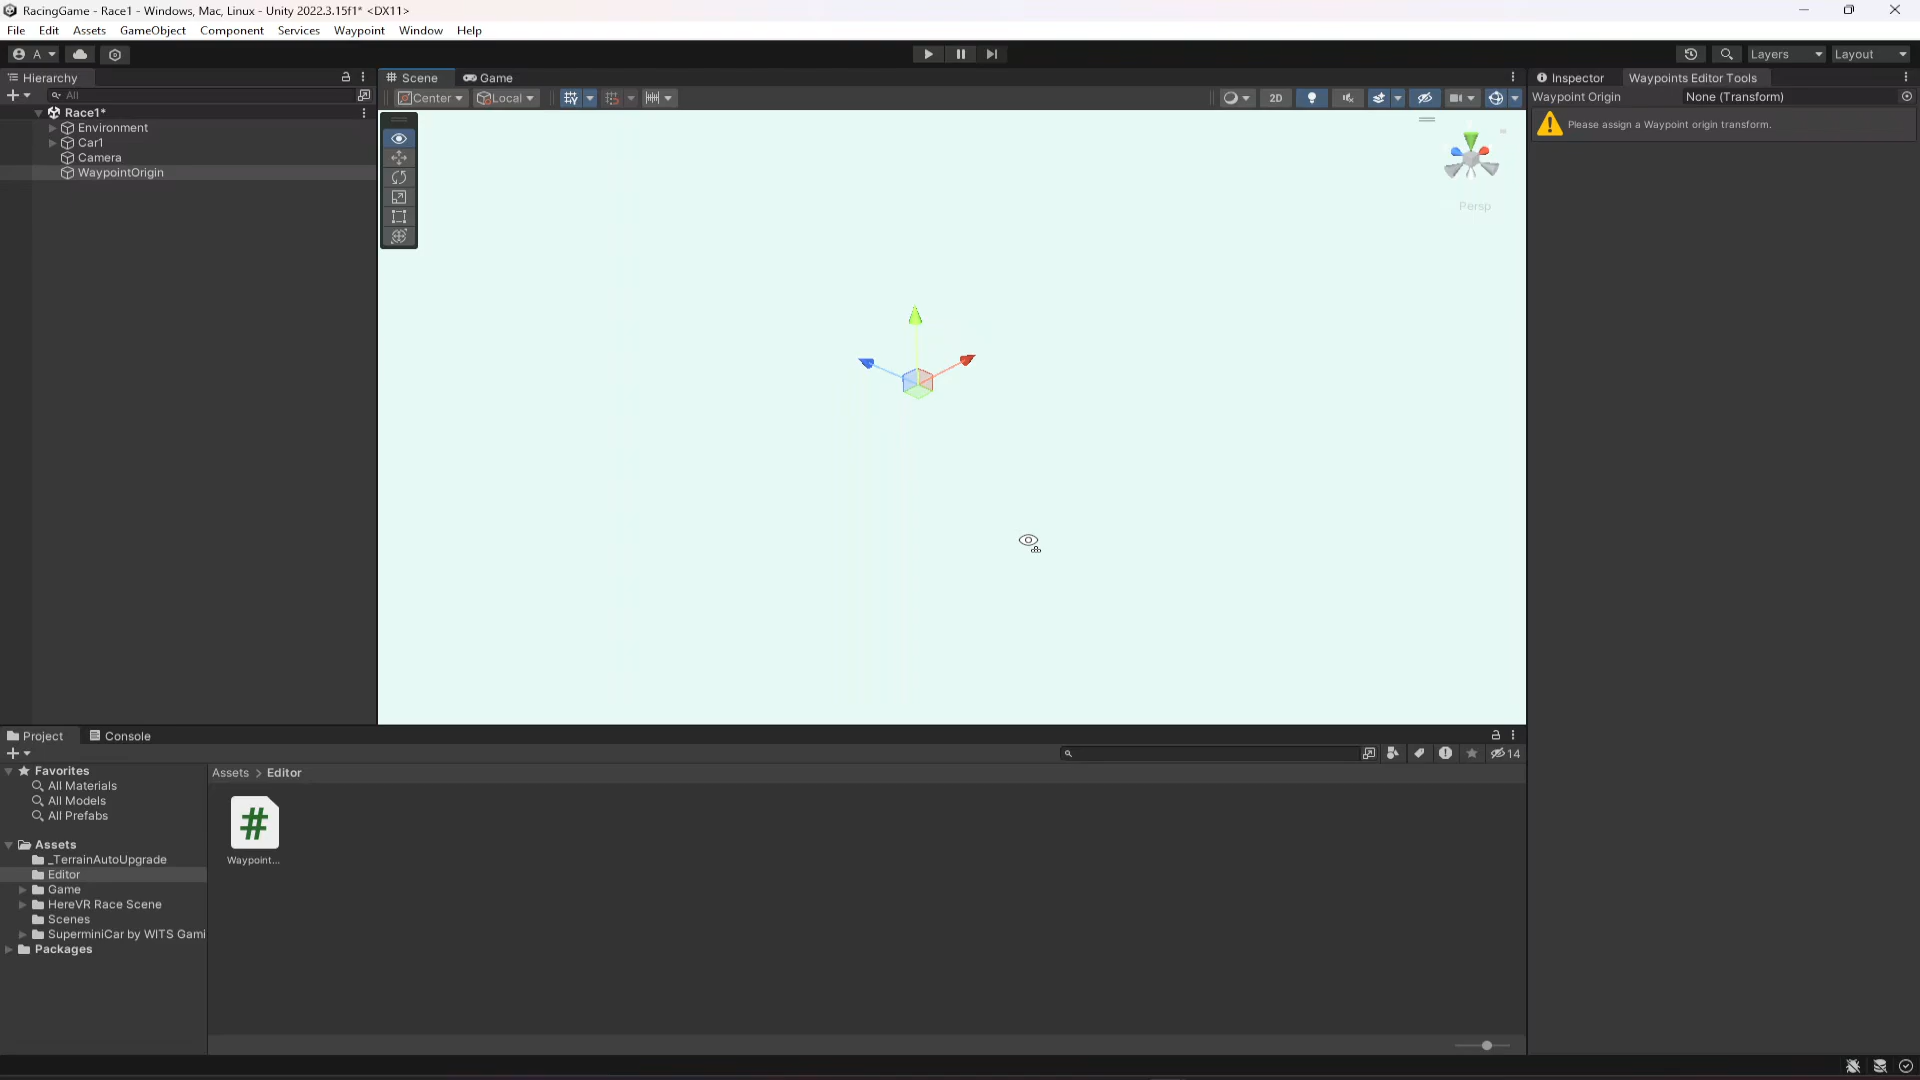 RacingGame - Race1 - Windows, Mac, Linux - Unity 2022.3.15f1* <DX11>
File Edit Assets GameObject Component Services Waypoint Window Help
A Layers Layout
Hierarchy
All
Race1*
Environment
Car1
Camera
WaypointOrigin
Scene Game
Center Local 2D
Persp
Inspector Waypoints Editor Tools
Waypoint Origin None (Transform)
Please assign a Waypoint origin transform.
Project Console
14
Favorites
All Materials
All Models
All Prefabs
Assets
_TerrainAutoUpgrade
Editor
Game
HereVR Race Scene
Scenes
SuperminiCar by WITS Gami
Packages
Assets > Editor
#
Waypoint...